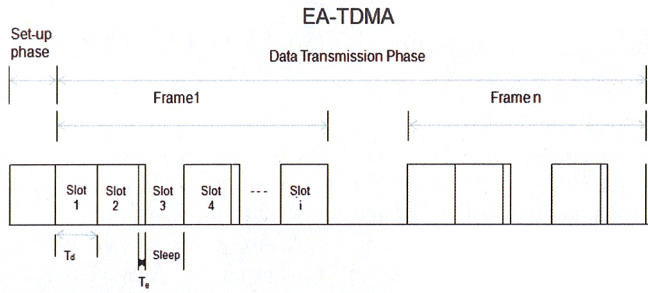 EA-TDMA
Set-up
phase
Data Transmission Phase
Frame1
Frame n
Slot
1
Slot
2
Slot
3
Slot
4
---
Slot
i
Td
Sleep
Te